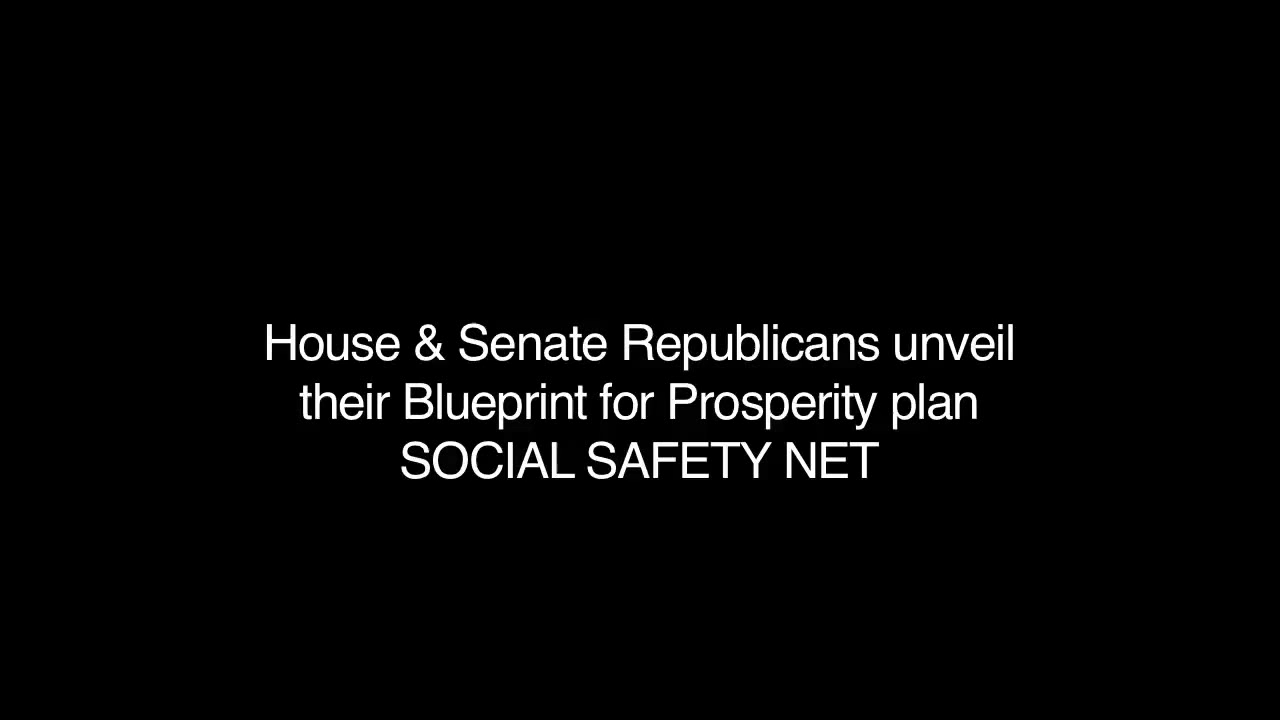 House & Senate Republicans unveil
their Blueprint for Prosperity plan
SOCIAL SAFETY NET